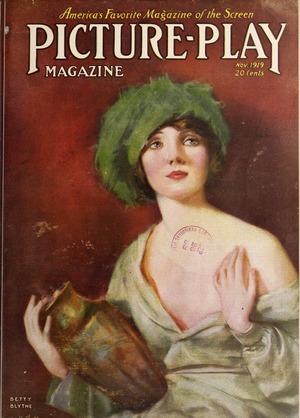 America's Favorite Magazine of the Screen
PICTURE-PLAY
MAGAZINE
NOV. 1919
20 Cents
BETTY
BLYTHE